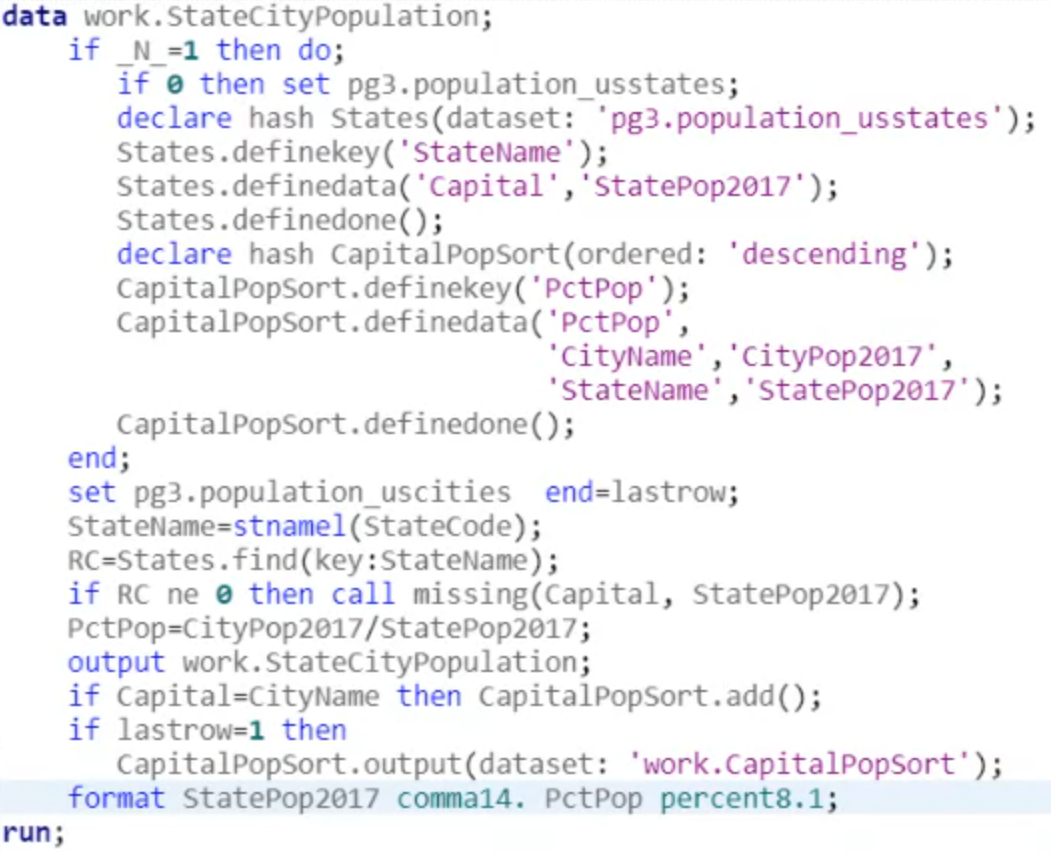 data work.StateCityPopulation;
if _N_=1 then do;
if 0 then set pg3.population_usstates;
declare hash States(dataset: 'pg3.population_usstates');
States.definekey('StateName');
States.definedata('Capital','StatePop2017');
States.definedone();
declare hash CapitalPopSort(ordered: 'descending');
CapitalPopSort.definekey('PctPop');
CapitalPopSort.definedata('PctPop',
'CityName','CityPop2017',
'StateName','StatePop2017');
CapitalPopSort.definedone();
end;
set pg3.population_uscities end=lastrow;
StateName=stnamel(StateCode);
RC=States.find(key:StateName);
if RC ne 0 then call missing(Capital, StatePop2017);
PctPop=CityPop2017/StatePop2017;
output work.StateCityPopulation;
if Capital=CityName then CapitalPopSort.add();
if lastrow=1 then
CapitalPopSort.output(dataset: 'work.CapitalPopSort');
format StatePop2017 comma14. PctPop percent8.1;
run;